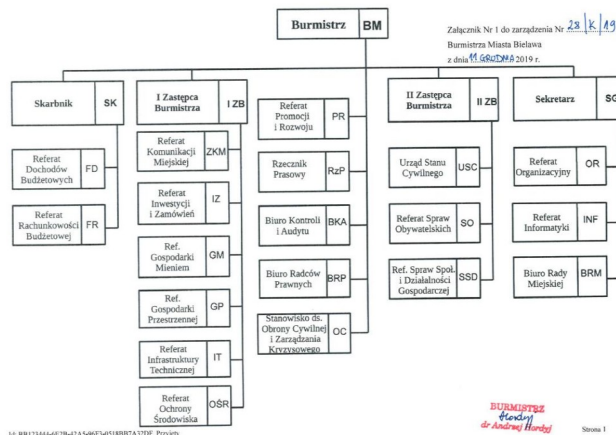 Burmistrz BM
Załącznik Nr 1 do zarządzenia Nr 28/K/19
Burmistrza Miasta Bielawa
z dnia 11 GRUDNIA 2019 r.
Skarbnik SK
Referat
Dochodów
Budżetowych
FD
Referat
Rachunkowości
Budżetowej
FR
I Zastępca
Burmistrza
I ZB
Referat
Komunikacji
Miejskiej
ZKM
Referat
Inwestycji
i Zamówień
IZ
Ref.
Gospodarki
Mieniem
GM
Ref.
Gospodarki
Przestrzennej
GP
Referat
Infrastruktury
Technicznej
IT
Referat
Ochrony
Środowiska
OŚR
Referat
Promocji
i Rozwoju
PR
Rzecznik
Prasowy
RzP
Biuro Kontroli
i Audytu
BKA
Biuro Radców
Prawnych
BRP
Stanowisko ds.
Obrony Cywilnej
i Zarządzania
Kryzysowego
OC
II Zastępca
Burmistrza
II ZB
Urząd Stanu
Cywilnego
USC
Referat Spraw
Obywatelskich
SO
Ref. Spraw Społ.
i Działalności
Gospodarczej
SSD
Sekretarz SG
Referat
Organizacyjny
OR
Referat
Informatyki
INF
Biuro Rady
Miejskiej
BRM
BURMISTRZ
dr Andrzej Hordyj
Strona 1